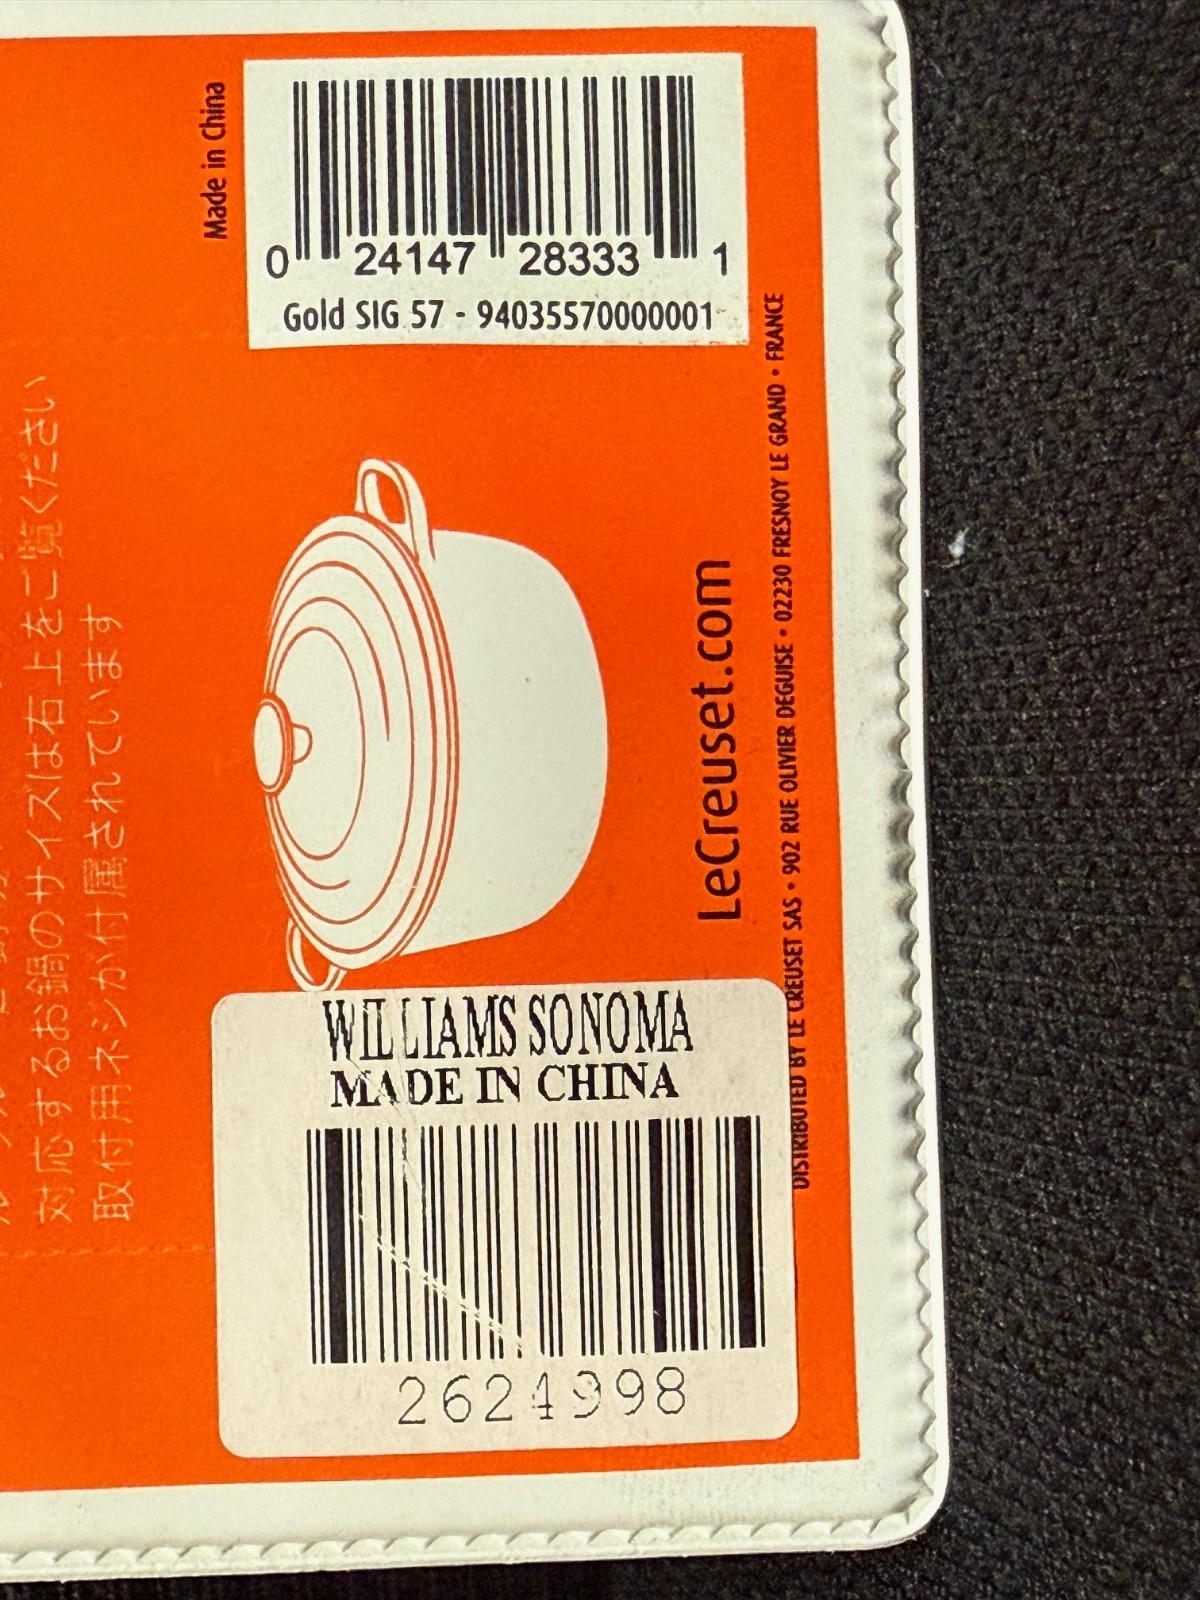 Made in China
0 24147 28333 1
Gold SIG 57 - 94035570000001
対応するお鍋のサイズは右上をご覧ください
取付用ネジが付属されています
LeCreuset.com
DISTRIBUTED BY LE CREUSET SAS • 902 RUE OLIVIER DEGUISE • 02230 FRESNOY LE GRAND • FRANCE
WILLIAMS SONOMA
MADE IN CHINA
2624998